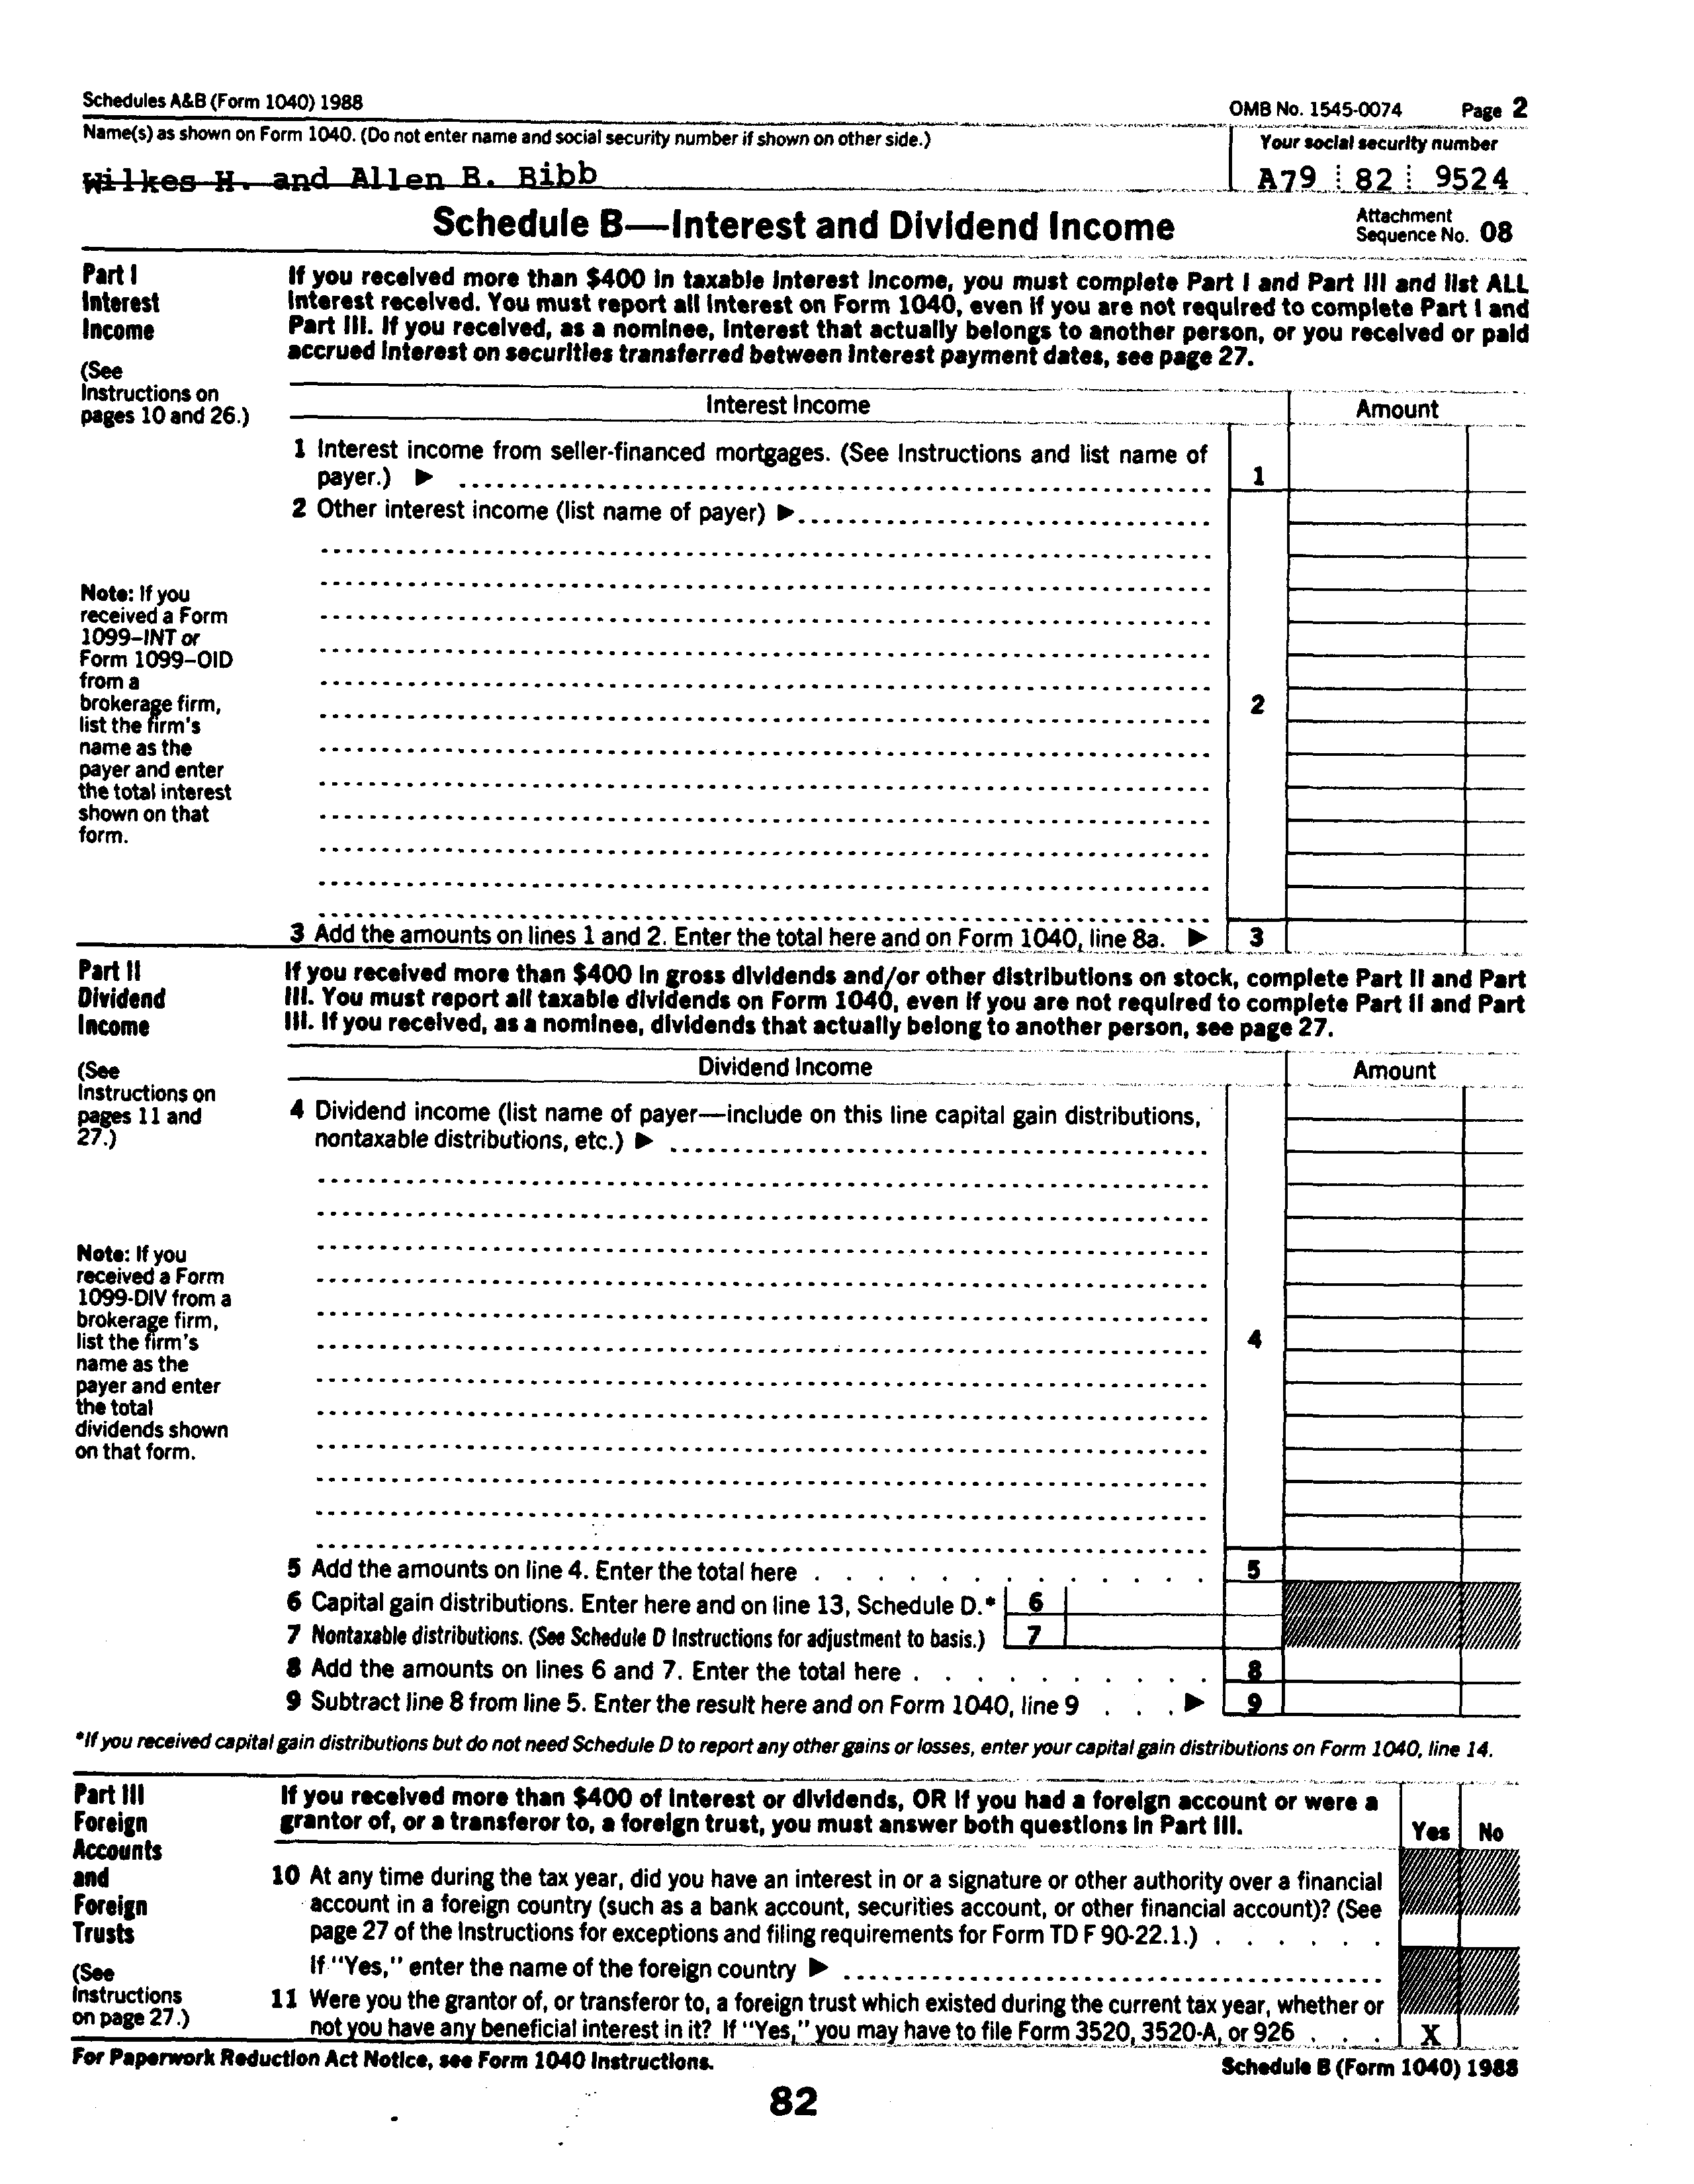 Schedules A&B (Form 1040) 1988 OMB No. 1545-0074 Page 2
Name(s) as shown on Form 1040. (Do not enter name and social security number if shown on other side.) Your social security number
Wilkes H. and Allen B. Bibb A79 82 9524
Schedule B—Interest and Dividend Income Attachment Sequence No. 08
Part I
Interest
Income
(See
Instructions on
pages 10 and 26.)
If you received more than $400 in taxable interest income, you must complete Part I and Part III and list ALL
interest received. You must report all interest on Form 1040, even if you are not required to complete Part I and
Part III. If you received, as a nominee, interest that actually belongs to another person, or you received or paid
accrued interest on securities transferred between interest payment dates, see page 27.
Interest Income Amount
1 Interest income from seller-financed mortgages. (See Instructions and list name of
payer.) ▶ 1
2 Other interest income (list name of payer) ▶
Note: If you
received a Form
1099–INT or
Form 1099–OID
from a
brokerage firm,
list the firm's
name as the
payer and enter
the total interest
shown on that
form.
2
3 Add the amounts on lines 1 and 2. Enter the total here and on Form 1040, line 8a. ▶ 3
Part II
Dividend
Income
(See
Instructions on
pages 11 and
27.)
If you received more than $400 in gross dividends and/or other distributions on stock, complete Part II and Part
III. You must report all taxable dividends on Form 1040, even if you are not required to complete Part II and Part
III. If you received, as a nominee, dividends that actually belong to another person, see page 27.
Dividend Income Amount
4 Dividend income (list name of payer—include on this line capital gain distributions,
nontaxable distributions, etc.) ▶
Note: If you
received a Form
1099-DIV from a
brokerage firm,
list the firm's
name as the
payer and enter
the total
dividends shown
on that form.
4
5 Add the amounts on line 4. Enter the total here . . . . . . . . . . . . 5
6 Capital gain distributions. Enter here and on line 13, Schedule D.* 6
7 Nontaxable distributions. (See Schedule D Instructions for adjustment to basis.) 7
8 Add the amounts on lines 6 and 7. Enter the total here . . . . . . . . . . 8
9 Subtract line 8 from line 5. Enter the result here and on Form 1040, line 9 . . . ▶ 9
*If you received capital gain distributions but do not need Schedule D to report any other gains or losses, enter your capital gain distributions on Form 1040, line 14.
Part III
Foreign
Accounts
and
Foreign
Trusts
(See
Instructions
on page 27.)
If you received more than $400 of interest or dividends, OR if you had a foreign account or were a
grantor of, or a transferor to, a foreign trust, you must answer both questions in Part III.
Yes No
10 At any time during the tax year, did you have an interest in or a signature or other authority over a financial
account in a foreign country (such as a bank account, securities account, or other financial account)? (See
page 27 of the Instructions for exceptions and filing requirements for Form TD F 90-22.1.) . . . . . .
If "Yes," enter the name of the foreign country ▶
11 Were you the grantor of, or transferor to, a foreign trust which existed during the current tax year, whether or
not you have any beneficial interest in it? If "Yes," you may have to file Form 3520, 3520-A, or 926 . . . X
For Paperwork Reduction Act Notice, see Form 1040 Instructions. Schedule B (Form 1040) 1988
82